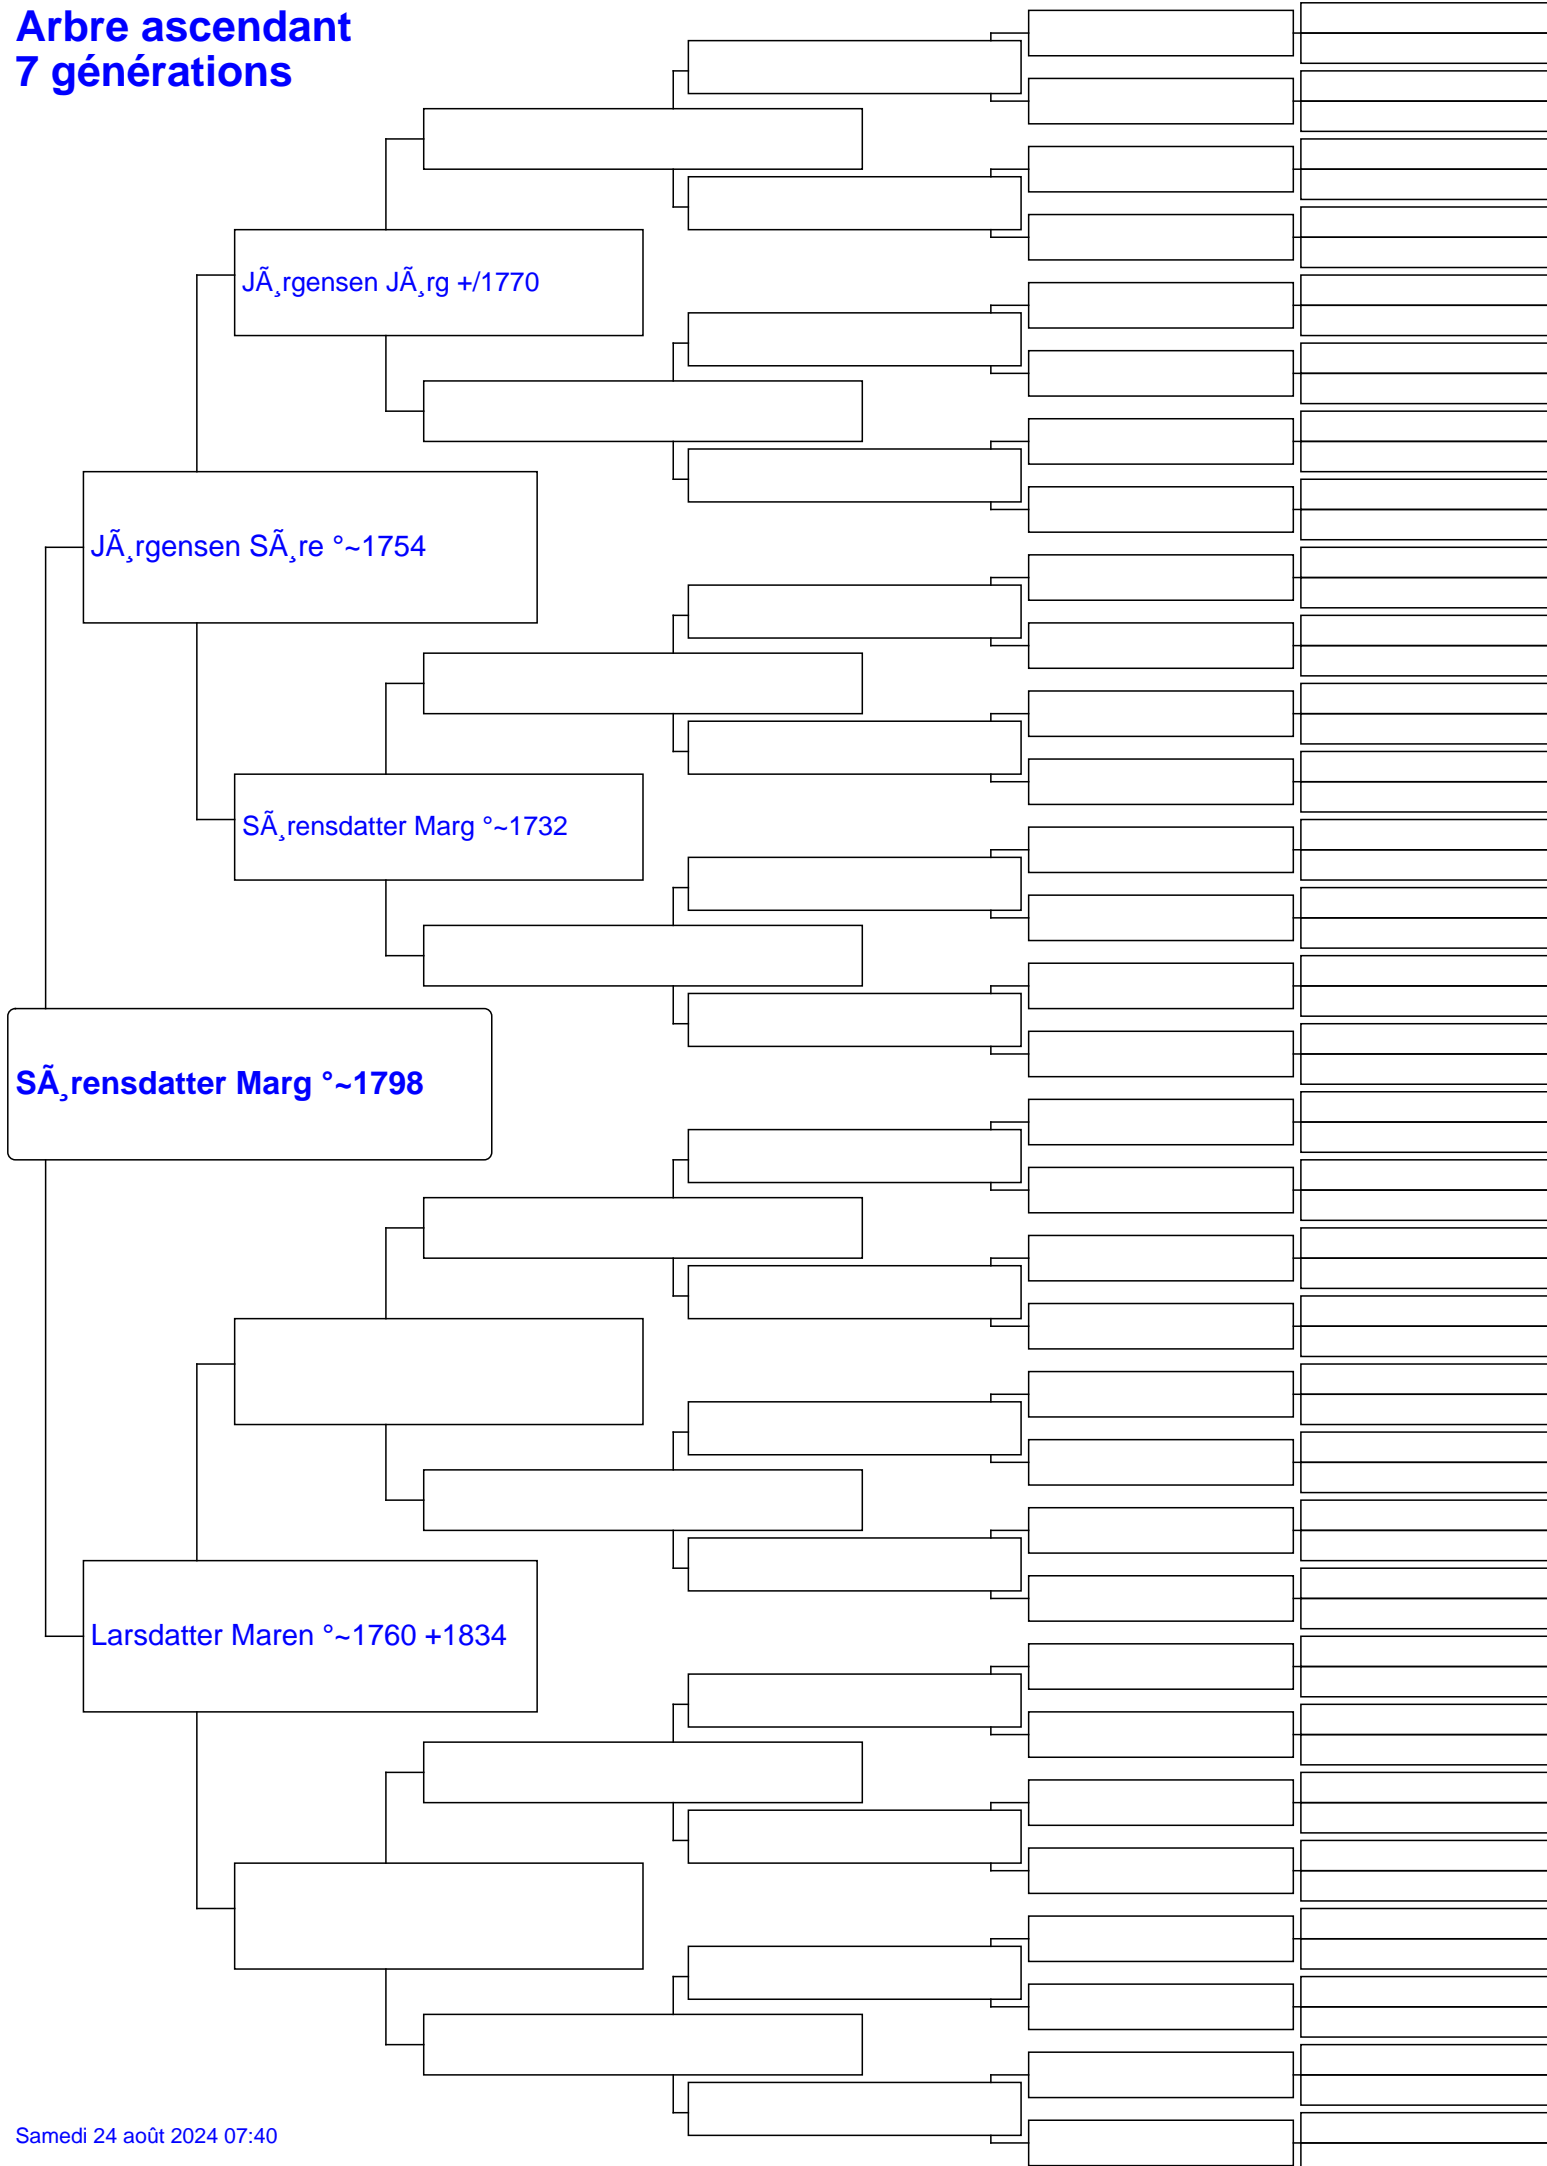 Arbre ascendant
7 générations
JÃ¸rgensen JÃ¸rg +/1770
JÃ¸rgensen SÃ¸re °~1754
SÃ¸rensdatter Marg °~1732
SÃ¸rensdatter Marg °~1798
Larsdatter Maren °~1760 +1834
Samedi 24 août 2024 07:40